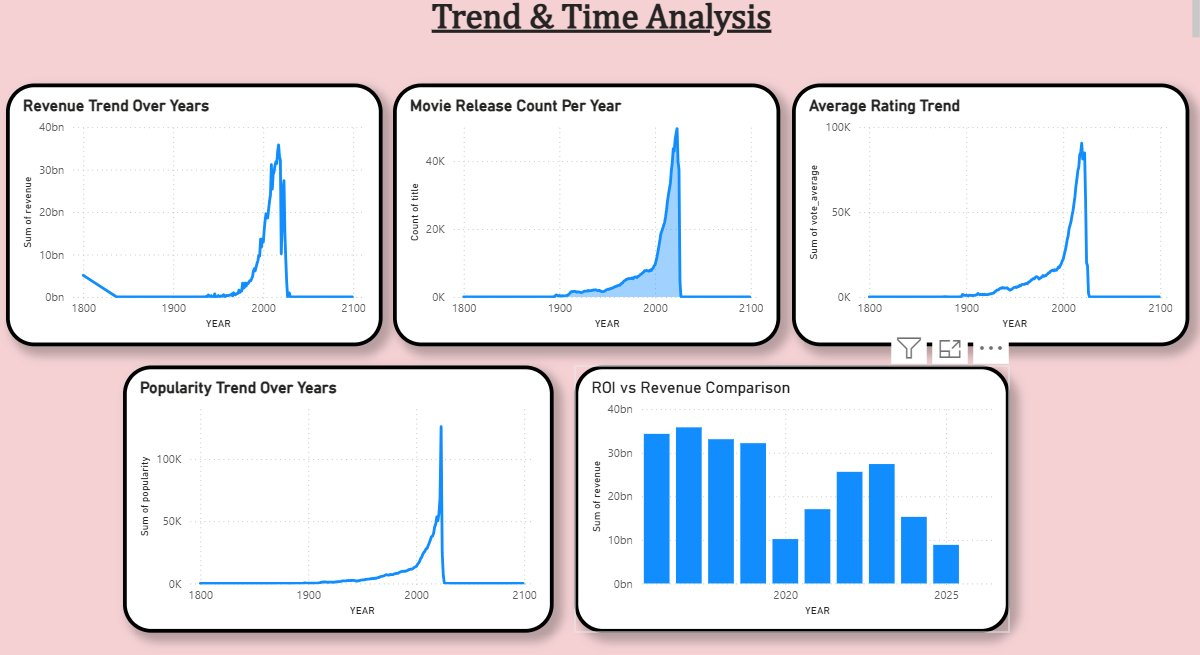 Trend & Time Analysis
Revenue Trend Over Years
40bn
30bn
20bn
10bn
0bn
Sum of revenue
1800 1900 2000 2100
YEAR
Movie Release Count Per Year
40K
20K
0K
Count of title
1800 1900 2000 2100
YEAR
Average Rating Trend
100K
50K
0K
Sum of vote_average
1800 1900 2000 2100
YEAR
Popularity Trend Over Years
100K
50K
0K
Sum of popularity
1800 1900 2000 2100
YEAR
ROI vs Revenue Comparison
40bn
30bn
20bn
10bn
0bn
Sum of revenue
2020 2025
YEAR